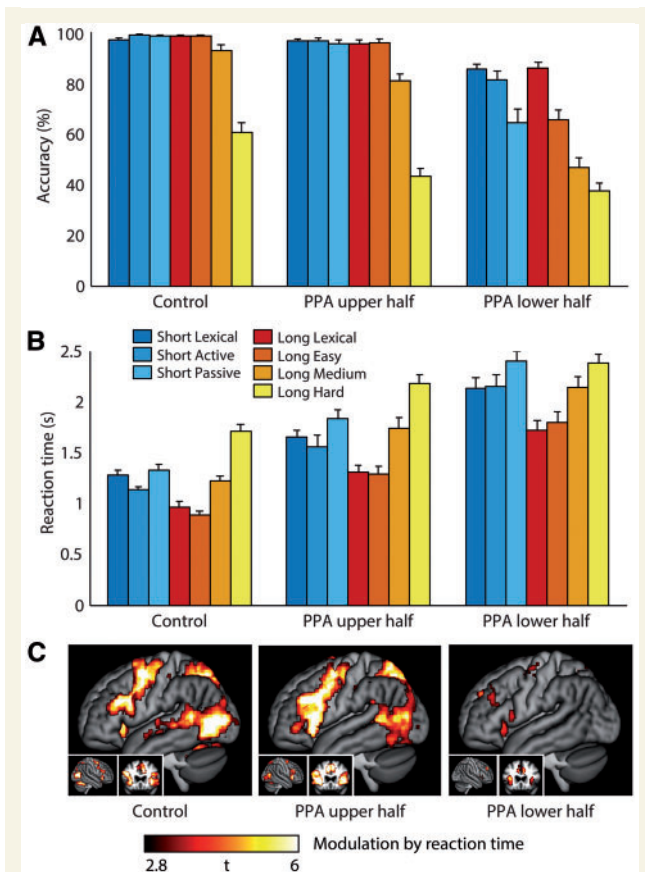 A
100
80
60
40
20
0
Accuracy (%)
Control
PPA upper half
PPA lower half
B
Short Lexical
Short Active
Short Passive
Long Lexical
Long Easy
Long Medium
Long Hard
2.5
2
1.5
1
0.5
0
Reaction time (s)
Control
PPA upper half
PPA lower half
C
Control
PPA upper half
PPA lower half
Modulation by reaction time
2.8 t 6